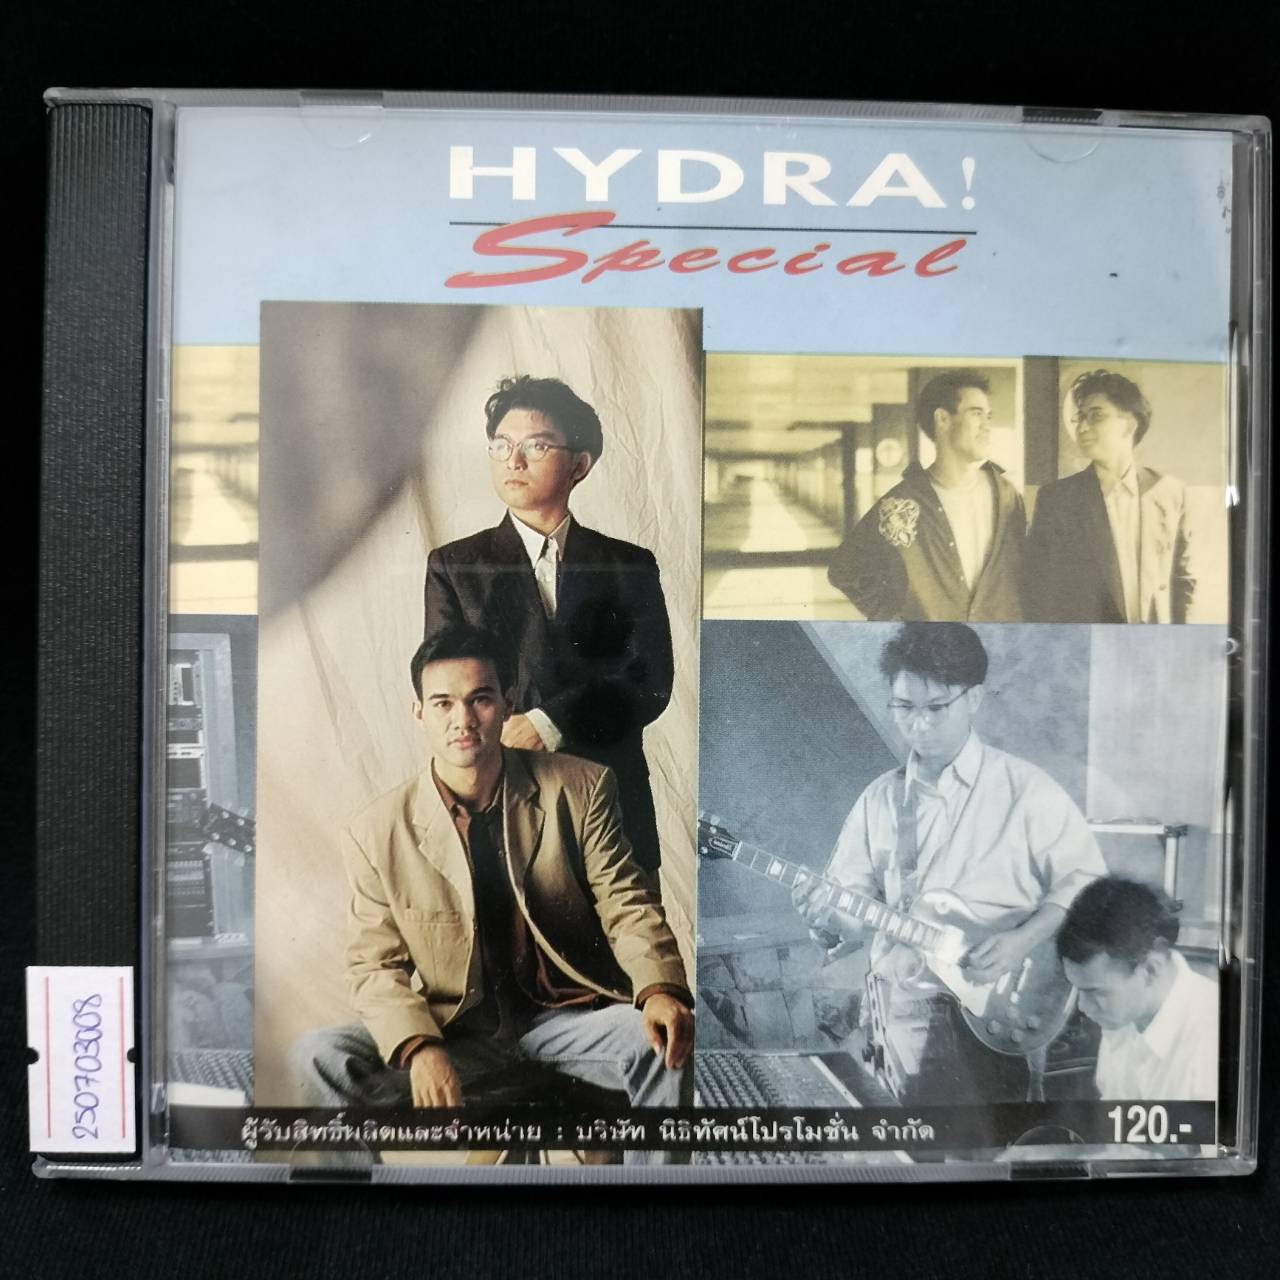 HYDRA!
Special
ผู้รับสิทธิ์ผลิตและจำหน่าย : บริษัท นิธิทัศน์โปรโมชั่น จำกัด
120.-
250703008